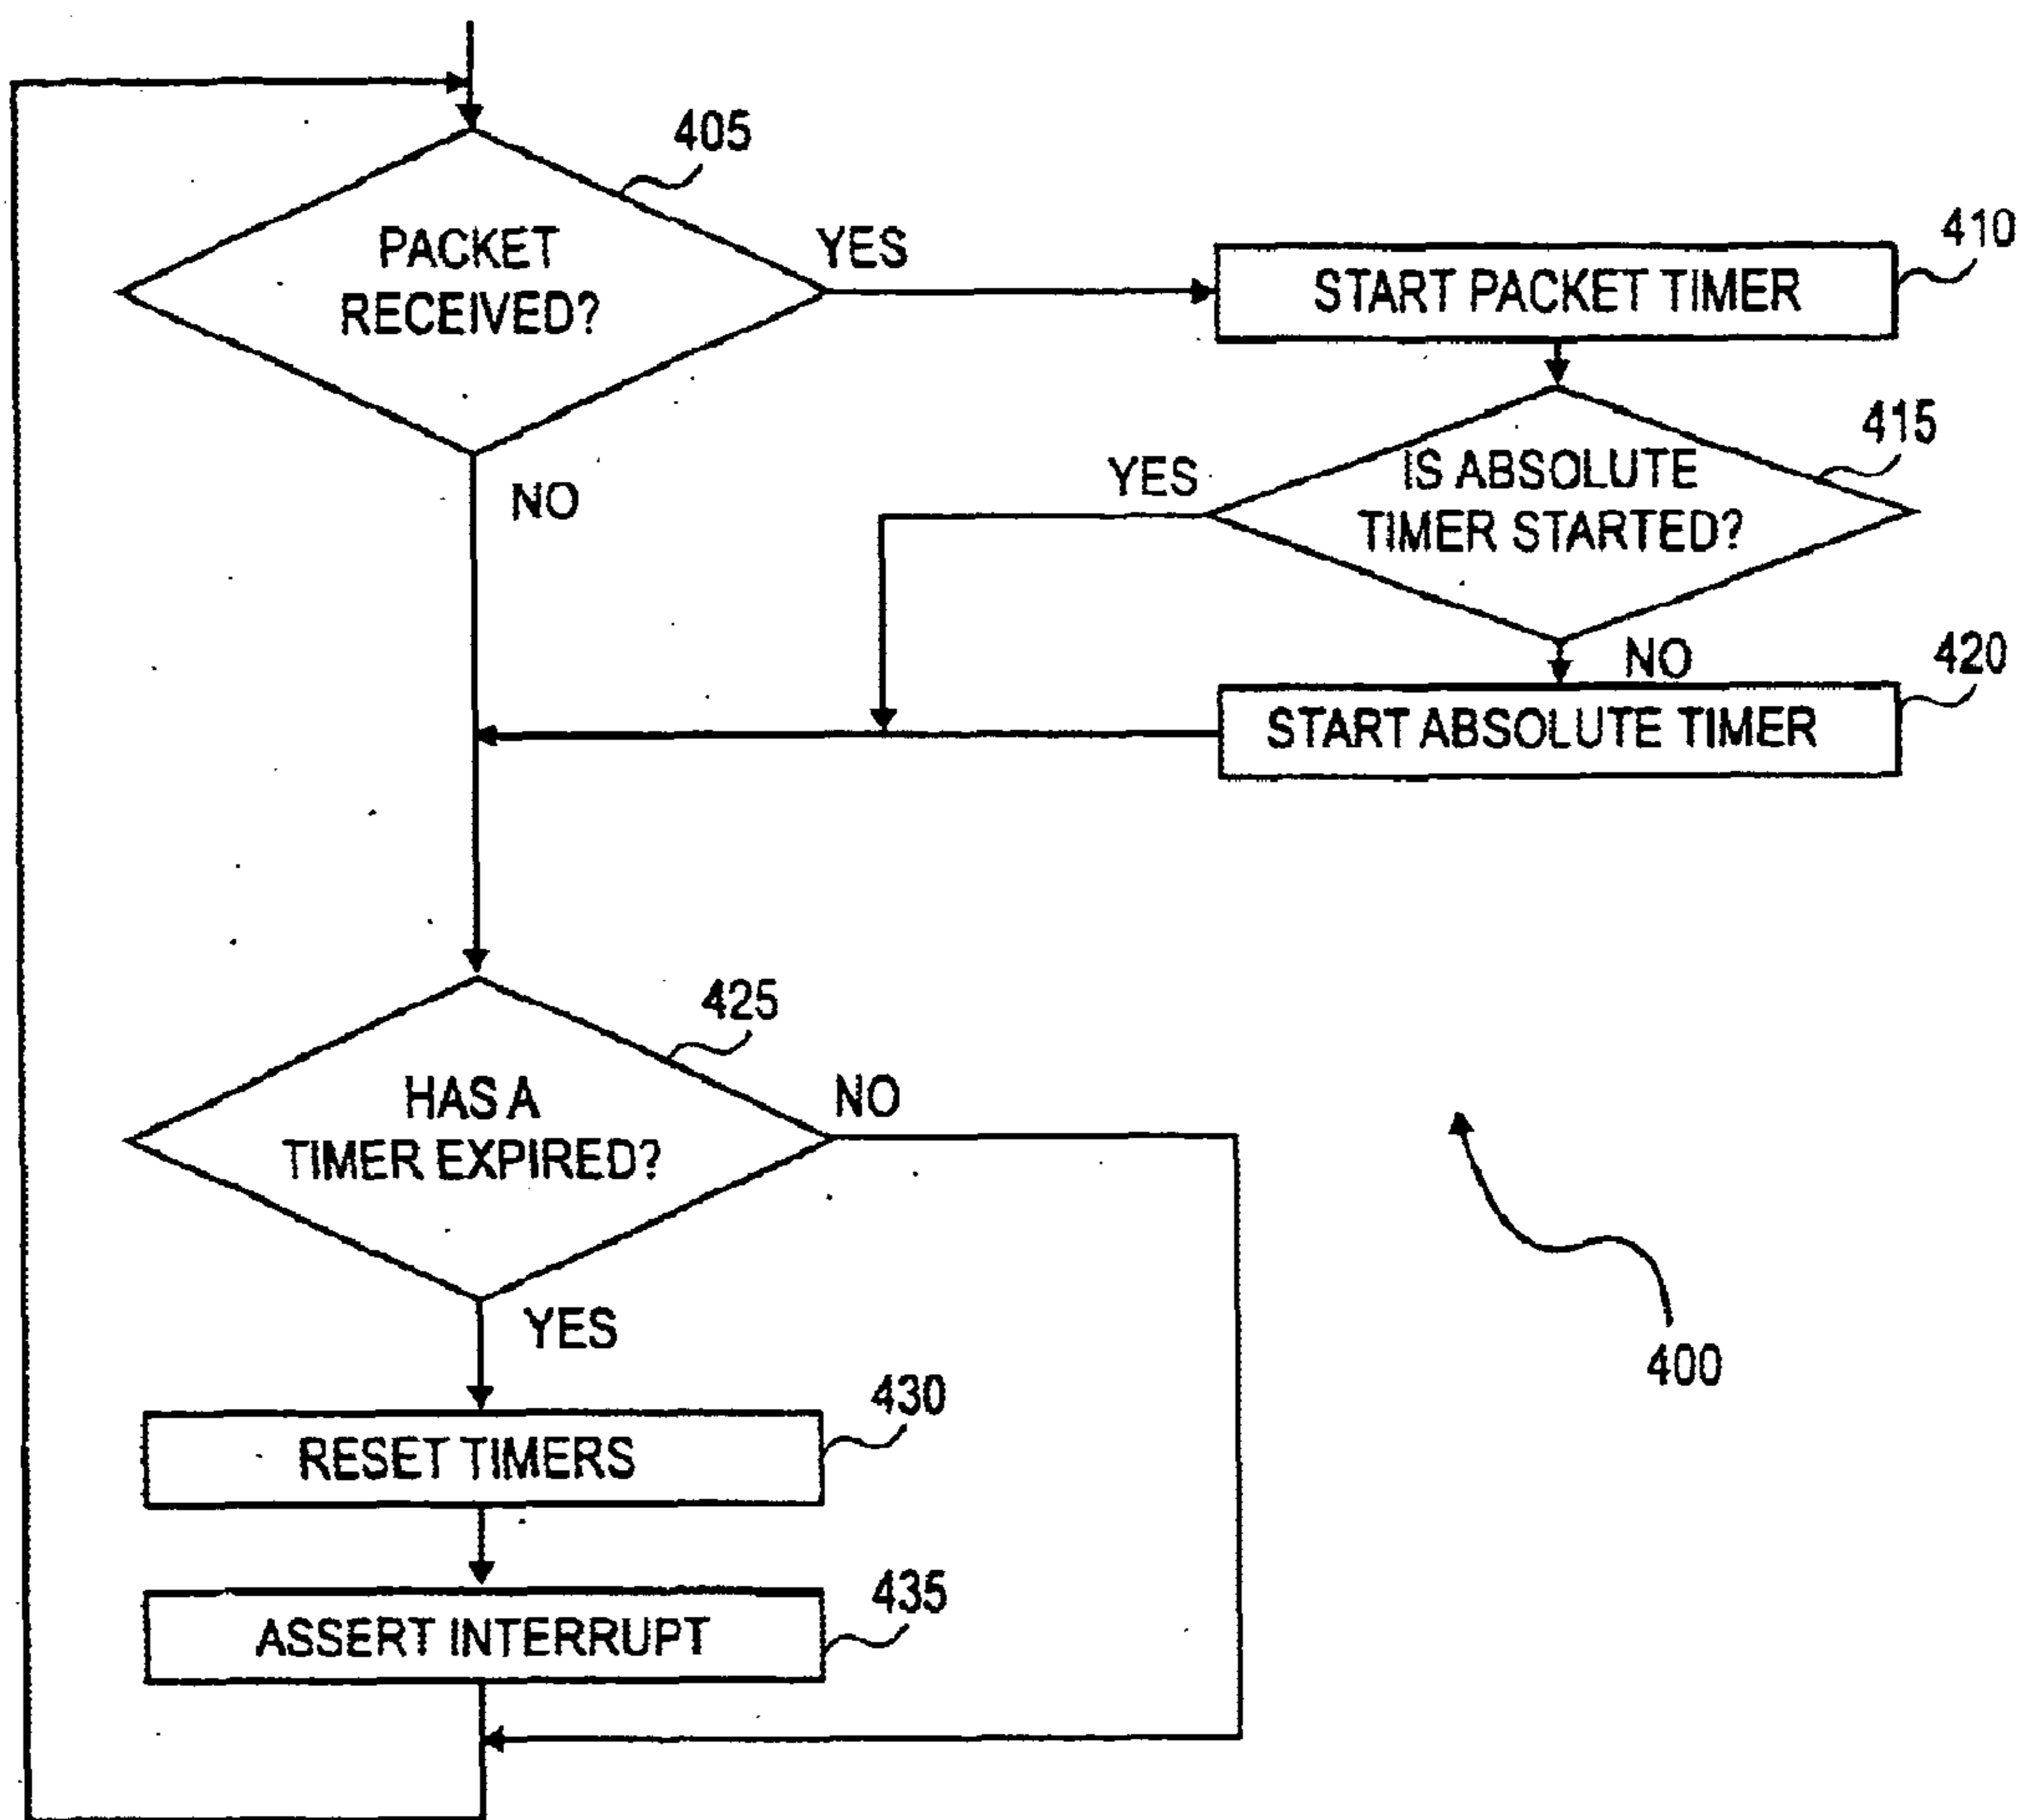 405
PACKET
RECEIVED?
YES
NO
410
START PACKET TIMER
415
IS ABSOLUTE
TIMER STARTED?
YES
NO
420
START ABSOLUTE TIMER
425
HAS A
TIMER EXPIRED?
NO
YES
430
RESET TIMERS
435
ASSERT INTERRUPT
400